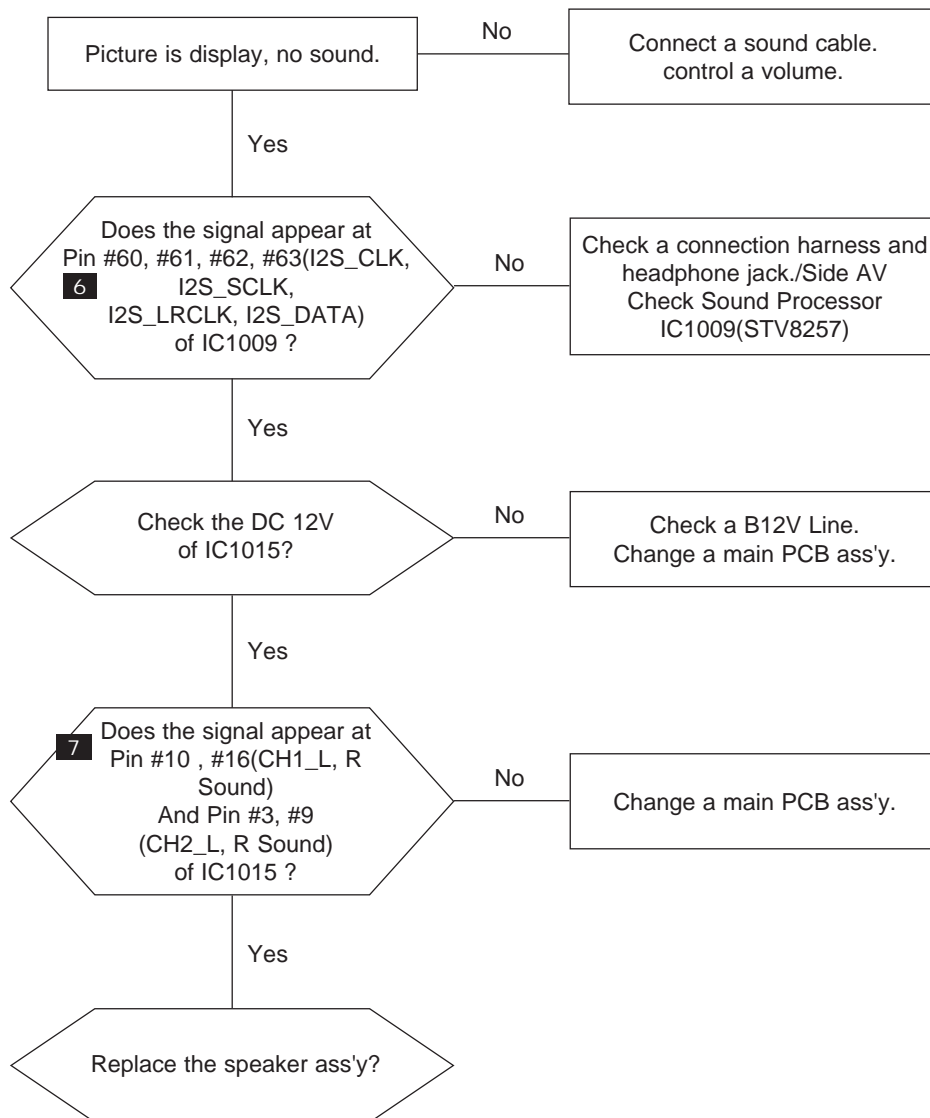 Picture is display, no sound.
No
Connect a sound cable.
control a volume.
Yes
Does the signal appear at
Pin #60, #61, #62, #63(I2S_CLK,
6
I2S_SCLK,
I2S_LRCLK, I2S_DATA)
of IC1009 ?
No
Check a connection harness and
headphone jack./Side AV
Check Sound Processor
IC1009(STV8257)
Yes
Check the DC 12V
of IC1015?
No
Check a B12V Line.
Change a main PCB ass'y.
Yes
7
Does the signal appear at
Pin #10 , #16(CH1_L, R
Sound)
And Pin #3, #9
(CH2_L, R Sound)
of IC1015 ?
No
Change a main PCB ass'y.
Yes
Replace the speaker ass'y?